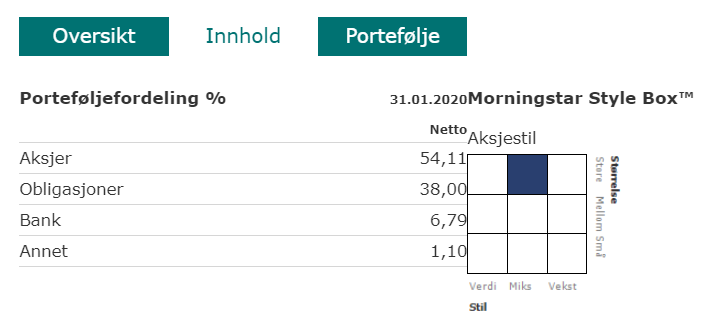 Oversikt
Innhold
Portefølje
Porteføljefordeling %
31.01.2020
Netto
Aksjer 54,11
Obligasjoner 38,00
Bank 6,79
Annet 1,10
Morningstar Style Box™
Aksjestil
Størrelse
Store Mellom Små
Verdi Miks Vekst
Stil